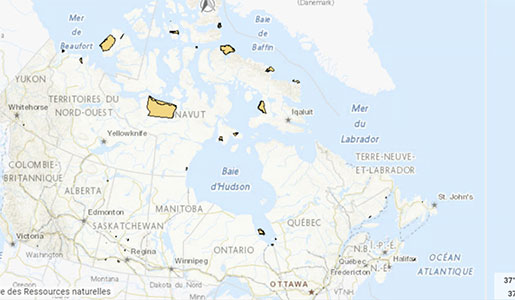 (Danemark)
Mer
de
Beaufort
Baie
de
Baffin
YUKON
TERRITOIRES DU
NORD-OUEST
NAVUT
Whitehorse
Yellowknife
Iqaluit
Mer
du
Labrador
COLOMBIE-
BRITANNIQUE
ALBERTA
Baie
d'Hudson
TERRE-NEUVE-
ET-LABRADOR
Edmonton
MANITOBA
SASKATCHEWAN
QUÉBEC
St. John's
Victoria
Washington
Regina
Winnipeg
ONTARIO
Québec
N.-B.
Î.-P.-É.
Fredericton
Halifax
OCÉAN
ATLANTIQUE
OTTAWA
e des Ressources naturelles
37°
37